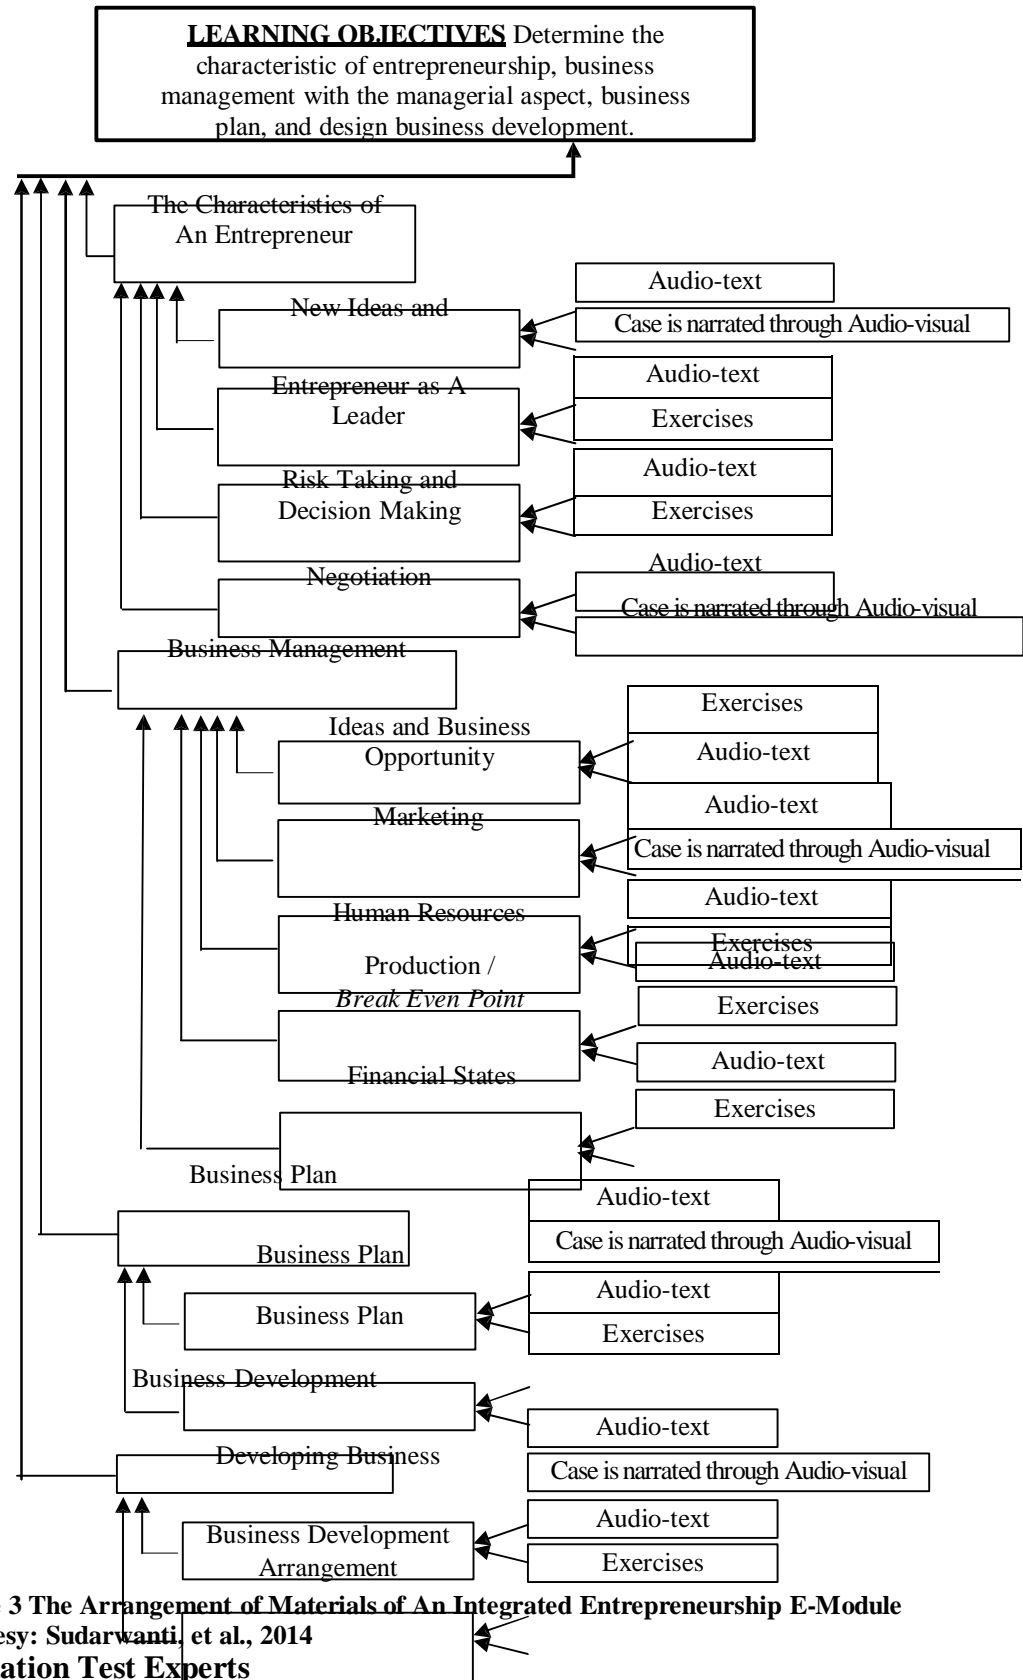 LEARNING OBJECTIVES Determine the
characteristic of entrepreneurship, business
management with the managerial aspect, business
plan, and design business development.
The Characteristics of
An Entrepreneur
Audio-text
New Ideas and
Case is narrated through Audio-visual
Audio-text
Entrepreneur as A
Leader
Exercises
Audio-text
Risk Taking and
Decision Making
Exercises
Audio-text
Negotiation
Case is narrated through Audio-visual
Business Management
Exercises
Ideas and Business
Opportunity
Audio-text
Audio-text
Marketing
Case is narrated through Audio-visual
Audio-text
Human Resources
Exercises
Audio-text
Production /
Break Even Point
Exercises
Audio-text
Financial States
Exercises
Business Plan
Audio-text
Case is narrated through Audio-visual
Business Plan
Audio-text
Business Plan
Exercises
Business Development
Audio-text
Developing Business
Case is narrated through Audio-visual
Audio-text
Business Development
Arrangement
Exercises
3 The Arrangement of Materials of An Integrated Entrepreneurship E-Module
esy: Sudarwanti, et al., 2014
ation Test Experts